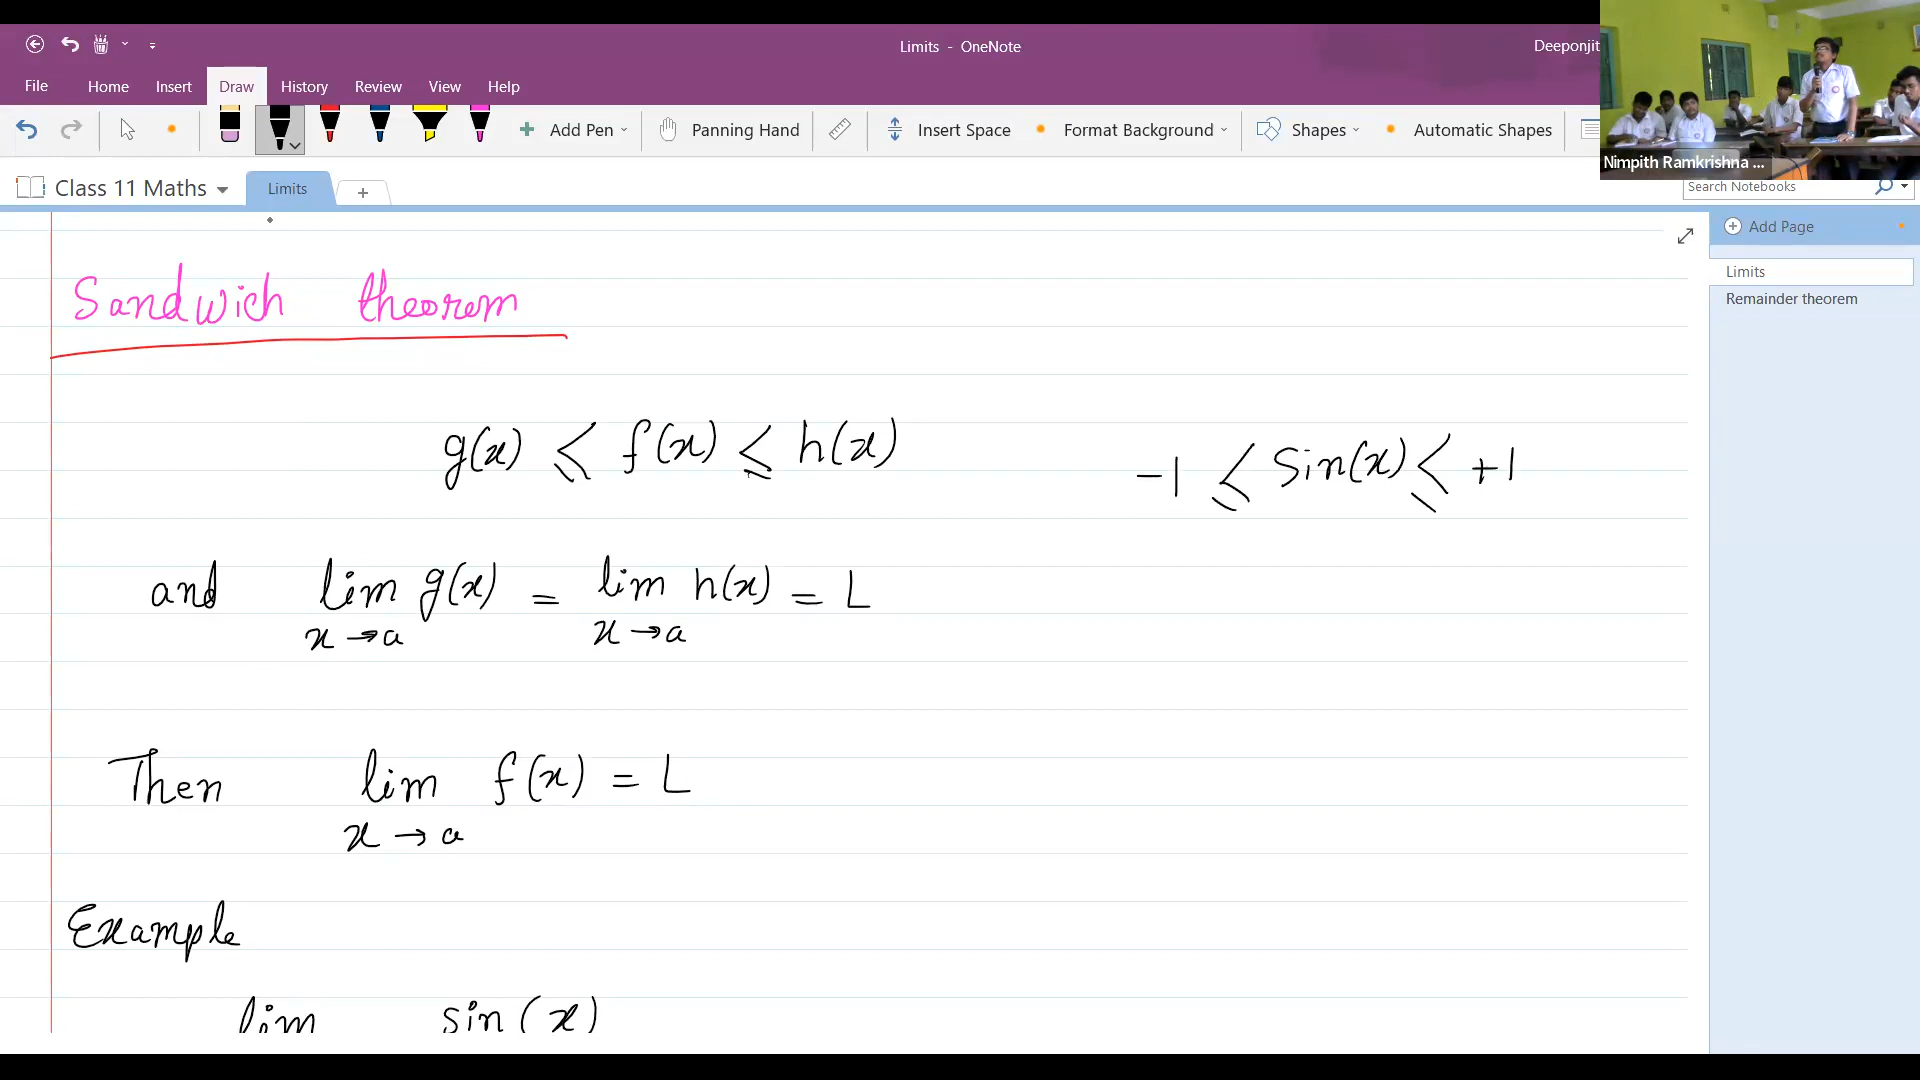 Limits - OneNote
Deeponjit
File Home Insert Draw History Review View Help
Add Pen Panning Hand Insert Space Format Background Shapes Automatic Shapes
Nimpith Ramkrishna ...
Class 11 Maths Limits +
Search Notebooks
Add Page
Limits
Remainder theorem
Sandwich theorem
g(x) ≤ f(x) ≤ h(x)
-1 ≤ Sin(x) ≤ +1
and lim g(x) = lim h(x) = L
x → a x → a
Then lim f(x) = L
x → a
Example
lim sin(x)